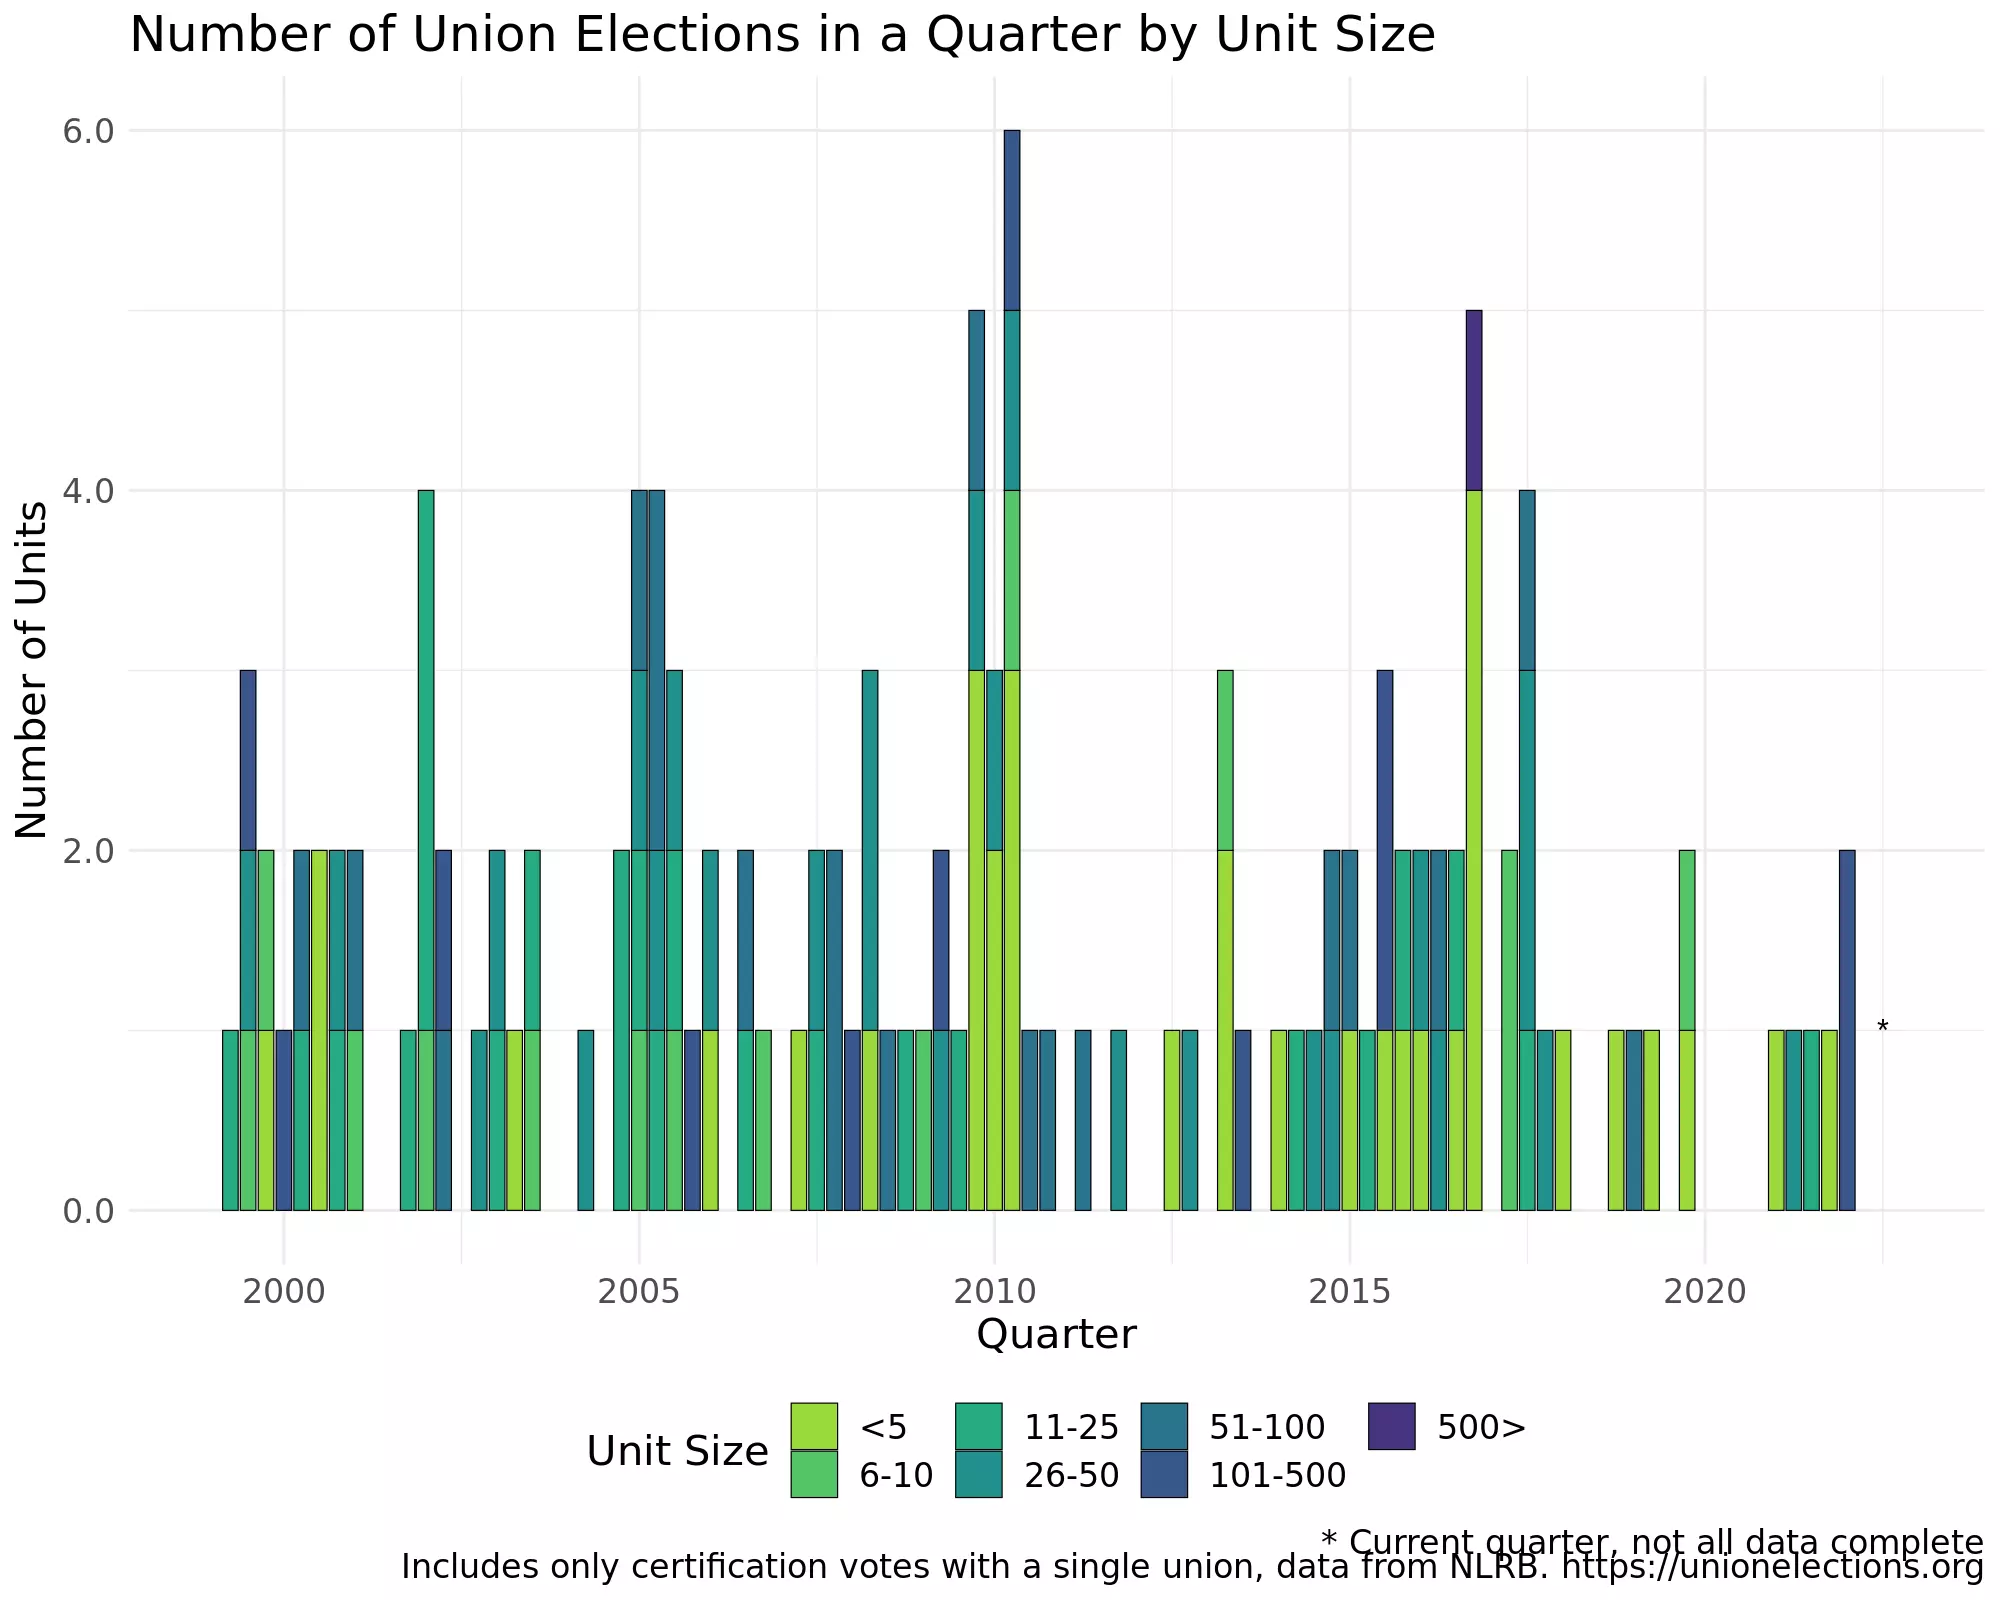 Number of Union Elections in a Quarter by Unit Size
Number of Units
6.0
4.0
2.0
0.0
*
2000 2005 2010 2015 2020
Quarter
Unit Size
<5 11-25 51-100 500>
6-10 26-50 101-500
* Current quarter, not all data complete
Includes only certification votes with a single union, data from NLRB. https://unionelections.org